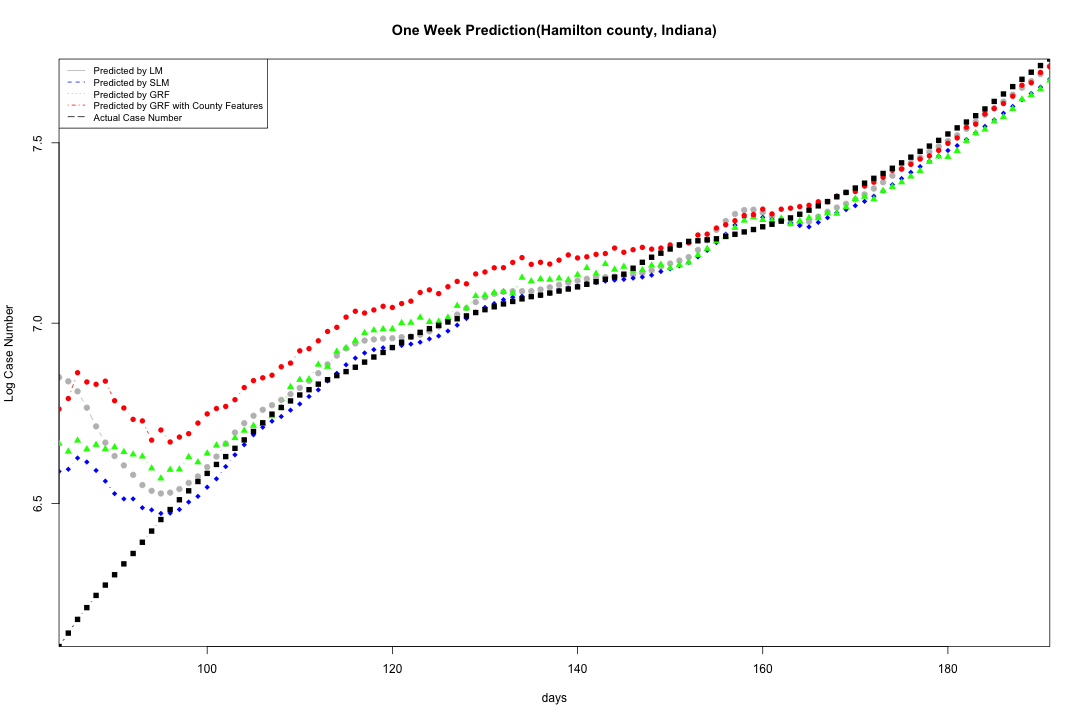 One Week Prediction(Hamilton county, Indiana)
Predicted by LM
Predicted by SLM
Predicted by GRF
Predicted by GRF with County Features
Actual Case Number
7.5
7.0
6.5
Log Case Number
100
120
140
160
180
days